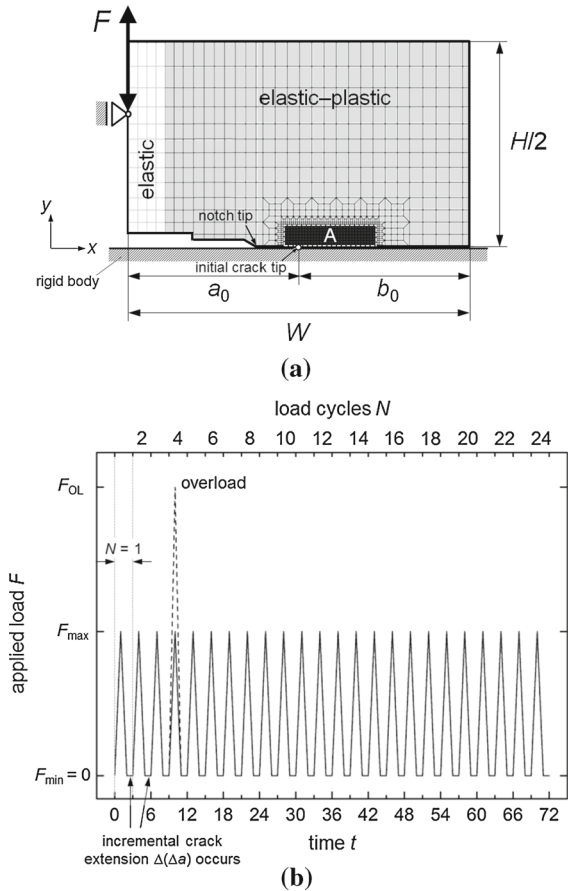 F
elastic–plastic
H/2
elastic
y
x
notch tip
A
initial crack tip
rigid body
a0
b0
W
(a)
load cycles N
2 4 6 8 10 12 14 16 18 20 22 24
FOL
overload
N = 1
applied load F
Fmax
Fmin = 0
0 6 12 18 24 30 36 42 48 54 60 66 72
incremental crack
extension Δ(Δa) occurs
time t
(b)